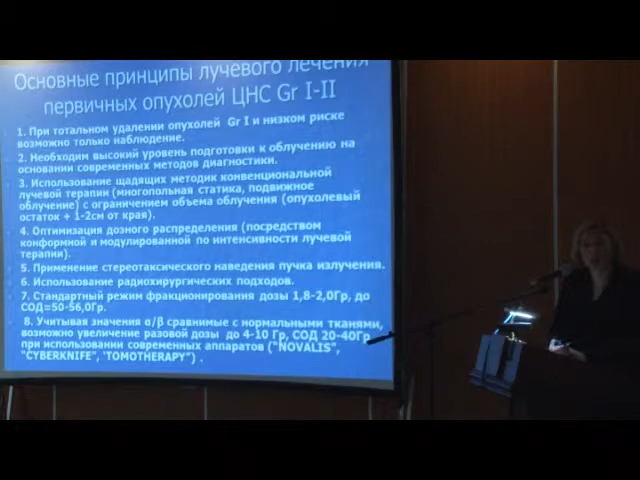 Основные принципы лучевого лечения
первичных опухолей ЦНС Gr I-II
1. При тотальном удалении опухолей Gr I и низком риске
возможно только наблюдение.
2. Необходим высокий уровень подготовки к облучению на
основании современных методов диагностики.
3. Использование щадящих методик конвенциональной
лучевой терапии (многопольная статика, подвижное
облучение) с ограничением объема облучения (опухолевый
остаток + 1-2см от края).
4. Оптимизация дозного распределения (посредством
конформной и модулированной по интенсивности лучевой
терапии).
5. Применение стереотаксического наведения пучка излучения.
6. Использование радиохирургических подходов.
7. Стандартный режим фракционирования дозы 1,8-2,0Гр, до
СОД=50-56,0Гр.
8. Учитывая значения α/β сравнимые с нормальными тканями,
возможно увеличение разовой дозы до 4-10 Гр, СОД 20-40Гр
при использовании современных аппаратов ("NOVALIS",
"CYBERKNIFE", "TOMOTHERAPY") .